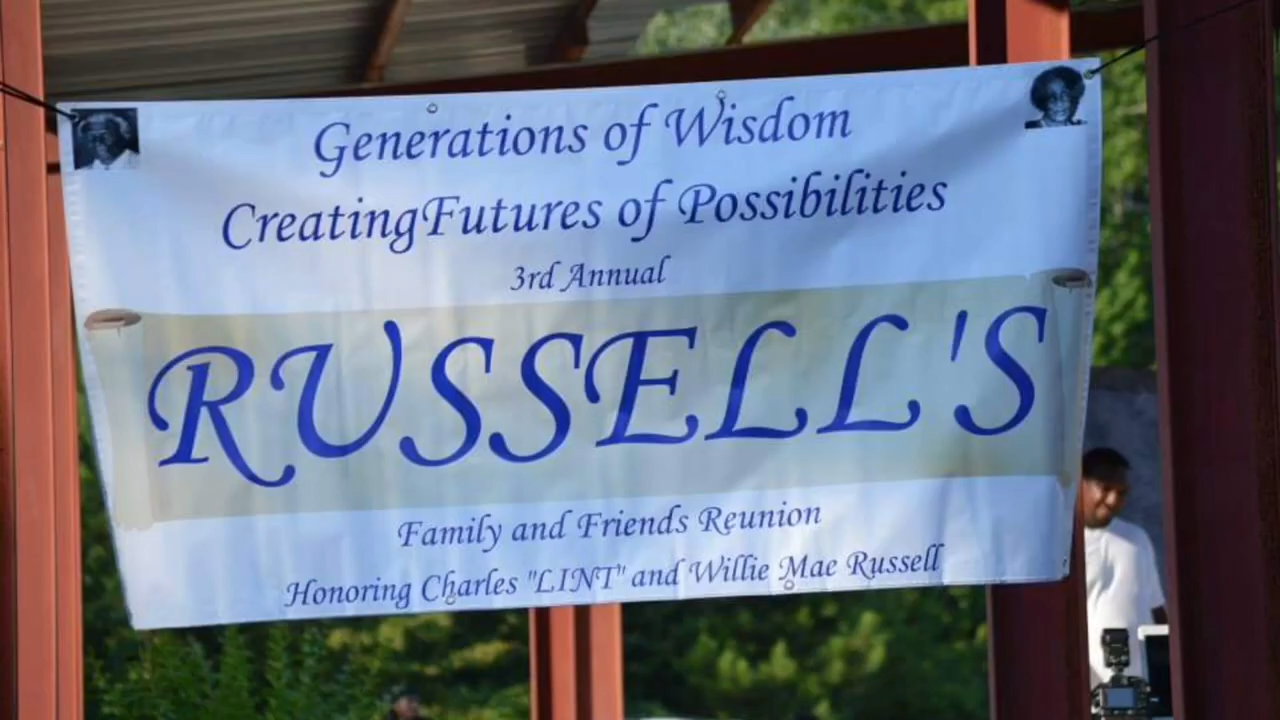 Generations of Wisdom
CreatingFutures of Possibilities
3rd Annual
RUSSELL'S
Family and Friends Reunion
Honoring Charles "LINT" and Willie Mae Russell